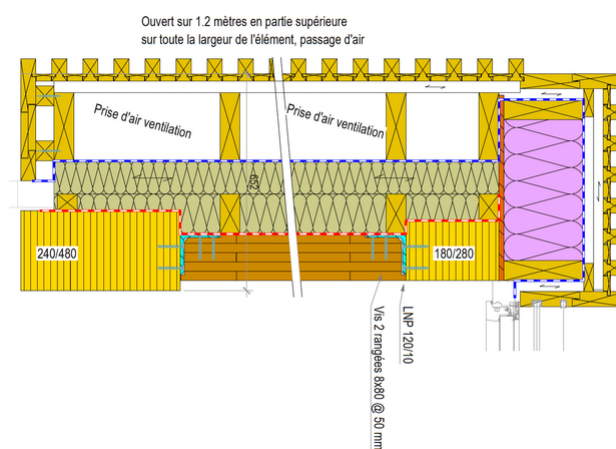 Ouvert sur 1.2 mètres en partie supérieure
sur toute la largeur de l'élément, passage d'air
Prise d'air ventilation
Prise d'air ventilation
652
240/480
180/280
LNP 120/10
Vis 2 rangées 8x80 @ 50 mm